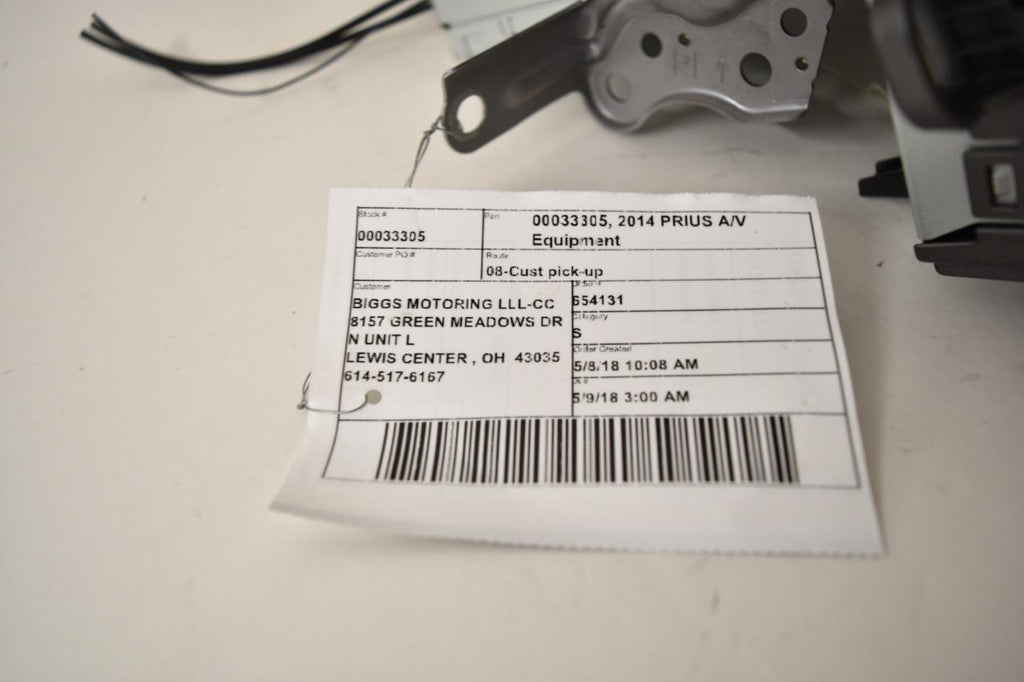 Stock #
00033305
Part
00033305, 2014 PRIUS A/V
Equipment
Customer PO #
Route
08-Cust pick-up
Customer
BIGGS MOTORING LLL-CC
8157 GREEN MEADOWS DR
N UNIT L
LEWIS CENTER , OH 43035
614-517-6167
654131
Category
S
Order Created
5/8/18 10:08 AM
5/9/18 3:00 AM